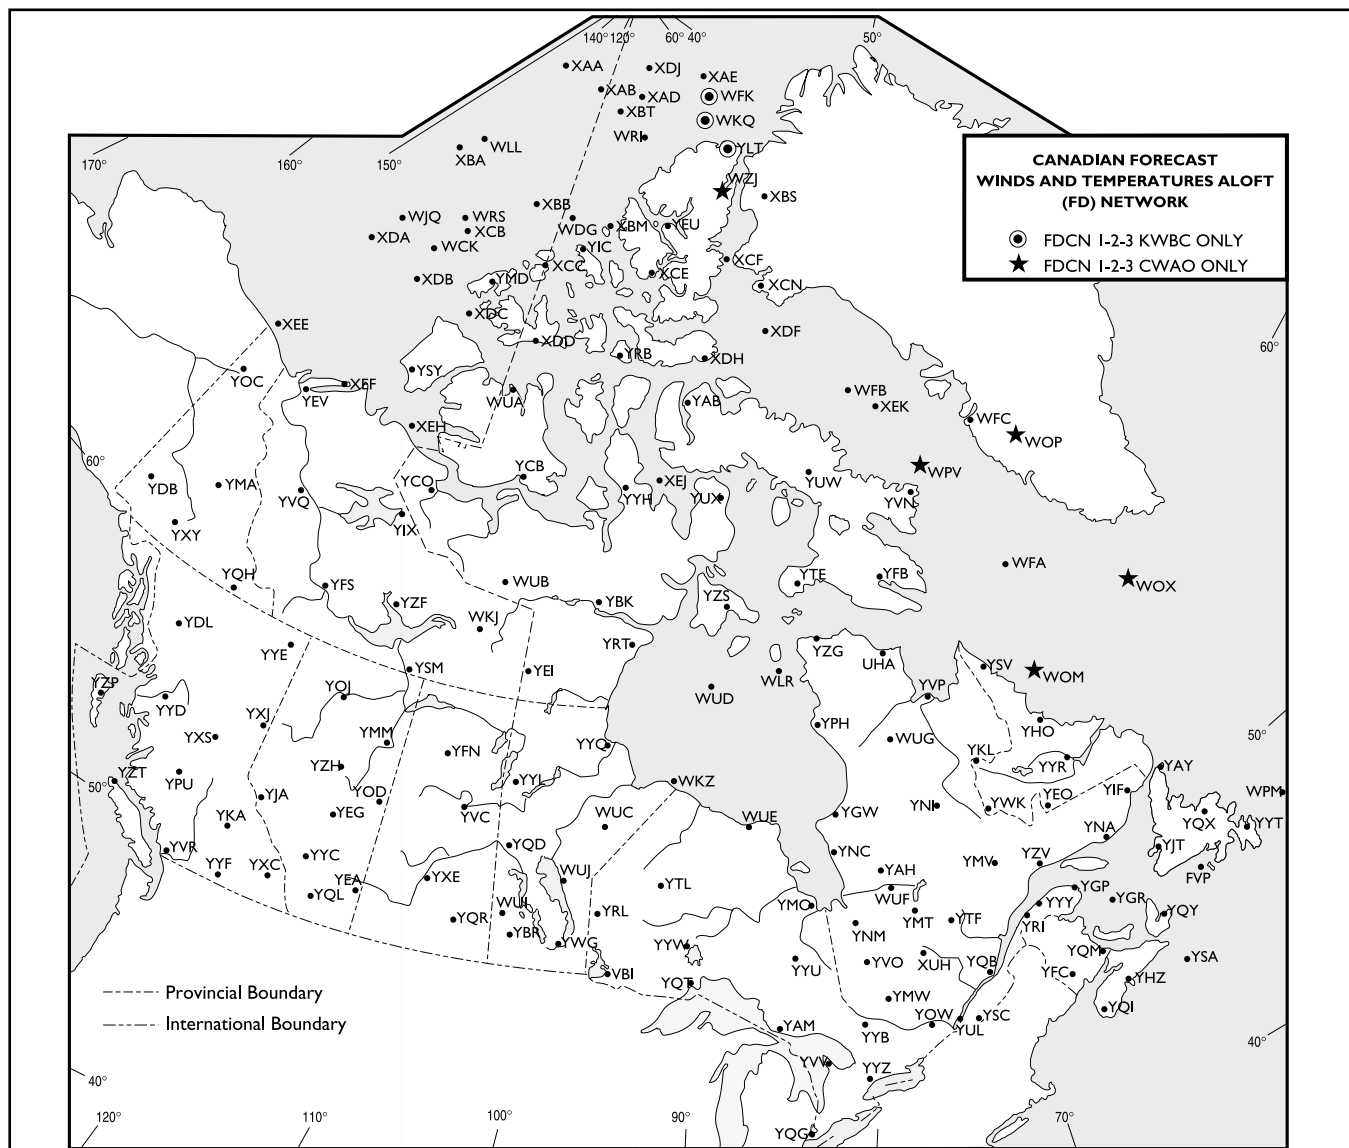 140° 120° 60° 40° 50°
XAA XDJ XAE
XAB XAD WFK
XBT WKQ
WRI
YLT
170° 160° 150°
WLL
XBA
CANADIAN FORECAST
WINDS AND TEMPERATURES ALOFT
(FD) NETWORK
FDCN 1-2-3 KWBC ONLY
FDCN 1-2-3 CWAO ONLY
WZJ
XBS
XBB
WJQ WRS
XCB
WDG XBM YEU
XDA WCK YIC
XCC XCF
XCE
XDB YMD XCN
XDC
XEE XDF
XDD YRB XDH
60°
YOC YSY
YEV XEF WUA YAB WFB
XEK
XEH WFC
WOP
60°
YDB YMA YVQ YCO YCB XEJ YUW WPV
YYH YUX YVN
YXY YIX
YQH YFS WUB YTE YFB WFA
WOX
YZF YBK YZS
YDL WKJ
YYE YRT YZG UHA
YSM YEI WLR YSV WOM
YZP YOJ WUD YVP
YYD YXJ YPH YHO
50°
YXS YMM YFN YYQ WUG
YKL YYR
YZT YPU YZH YYL WKZ YAY
50°
YJA YEG YOD YVC WUC WUE YGW YNI YWK YEO YIF WPM
YKA YQX YYT
YVR YYC YQD YNC YNA YJT
YYF YXC YEA YXE WUJ YTL YAH YMV YZV FVP
YQL WUI WUF YGP
YQR YRL YMO YMT YTF YYY YGR YQY
YBR YWG YYW YNM YRI
YYU YVO XUH YQB YQM YSA
VBI YQT YFC YHZ
YMW YQI
Provincial Boundary
International Boundary
YAM YYB YOW YUL YSC
40°
YVV YYZ
40°
120° 110° 100° 90° 70°
YQG